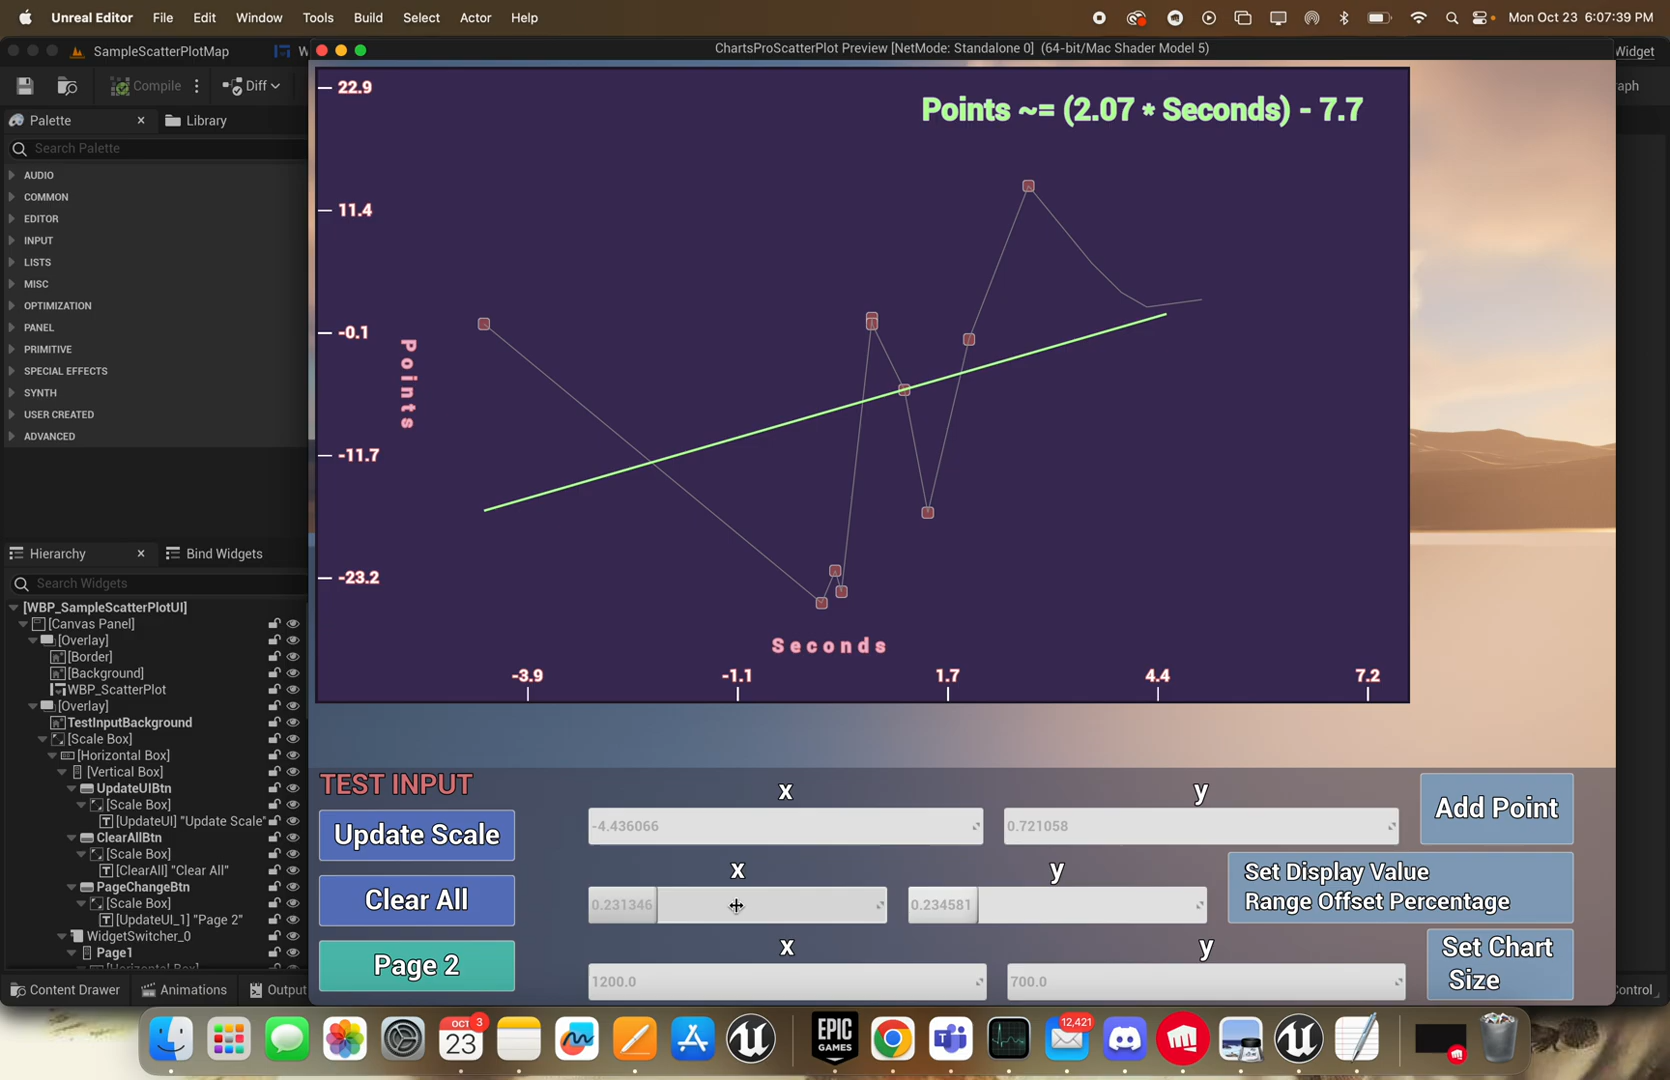 Unreal Editor File Edit Window Tools Build Select Actor Help Mon Oct 23 6:07:39 PM
SampleScatterPlotMap
ChartsProScatterPlot Preview [NetMode: Standalone 0] (64-bit/Mac Shader Model 5)
Widget
Compile
Diff
aph
Palette
Library
Search Palette
AUDIO
COMMON
EDITOR
INPUT
LISTS
MISC
OPTIMIZATION
PANEL
PRIMITIVE
SPECIAL EFFECTS
SYNTH
USER CREATED
ADVANCED
Hierarchy
Bind Widgets
Search Widgets
[WBP_SampleScatterPlotUI]
[Canvas Panel]
[Overlay]
[Border]
[Background]
WBP_ScatterPlot
[Overlay]
TestInputBackground
[Scale Box]
[Horizontal Box]
[Vertical Box]
UpdateUIBtn
[Scale Box]
[UpdateUI] "Update Scale"
ClearAllBtn
[Scale Box]
[ClearAll] "Clear All"
PageChangeBtn
[Scale Box]
[UpdateUI_1] "Page 2"
WidgetSwitcher_0
Page1
[Horizontal Box]
Content Drawer
Animations
Output
ontrol
22.9
11.4
-0.1
-11.7
-23.2
Points
Points ~= (2.07 * Seconds) - 7.7
Seconds
-3.9 -1.1 1.7 4.4 7.2
TEST INPUT
Update Scale
Clear All
Page 2
x y
-4.436066 0.721058
Add Point
x y
0.231346 0.234581
Set Display Value
Range Offset Percentage
x y
1200.0 700.0
Set Chart
Size
OCT 3
23
EPIC
GAMES
12,421